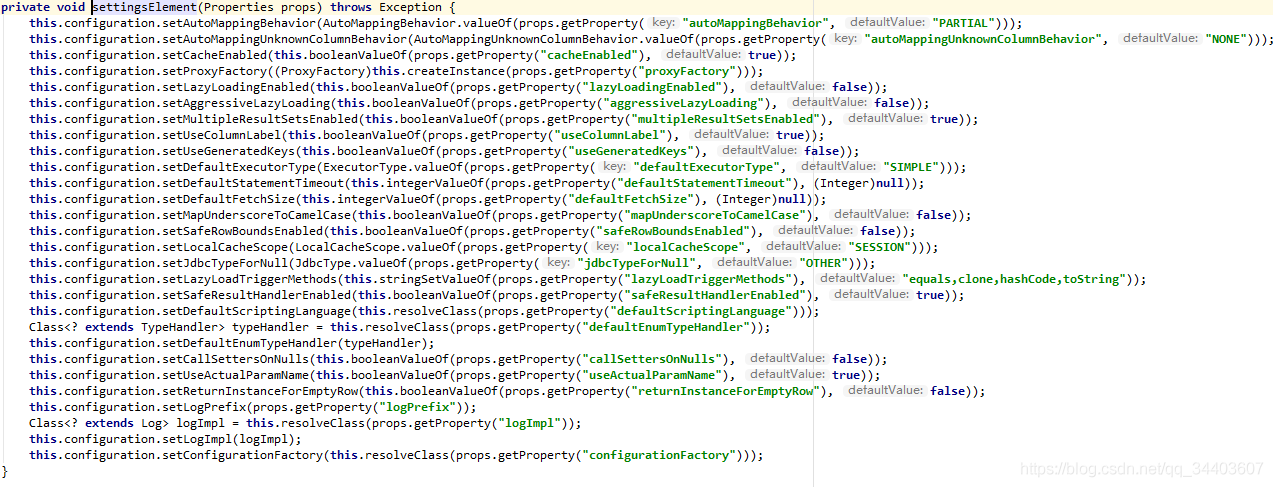 private void settingsElement(Properties props) throws Exception {
this.configuration.setAutoMappingBehavior(AutoMappingBehavior.valueOf(props.getProperty( key: "autoMappingBehavior", defaultValue: "PARTIAL")));
this.configuration.setAutoMappingUnknownColumnBehavior(AutoMappingUnknownColumnBehavior.valueOf(props.getProperty( key: "autoMappingUnknownColumnBehavior", defaultValue: "NONE")));
this.configuration.setCacheEnabled(this.booleanValueOf(props.getProperty("cacheEnabled"), defaultValue: true));
this.configuration.setProxyFactory((ProxyFactory)this.createInstance(props.getProperty("proxyFactory")));
this.configuration.setLazyLoadingEnabled(this.booleanValueOf(props.getProperty("lazyLoadingEnabled"), defaultValue: false));
this.configuration.setAggressiveLazyLoading(this.booleanValueOf(props.getProperty("aggressiveLazyLoading"), defaultValue: false));
this.configuration.setMultipleResultSetsEnabled(this.booleanValueOf(props.getProperty("multipleResultSetsEnabled"), defaultValue: true));
this.configuration.setUseColumnLabel(this.booleanValueOf(props.getProperty("useColumnLabel"), defaultValue: true));
this.configuration.setUseGeneratedKeys(this.booleanValueOf(props.getProperty("useGeneratedKeys"), defaultValue: false));
this.configuration.setDefaultExecutorType(ExecutorType.valueOf(props.getProperty( key: "defaultExecutorType", defaultValue: "SIMPLE")));
this.configuration.setDefaultStatementTimeout(this.integerValueOf(props.getProperty("defaultStatementTimeout"), (Integer)null));
this.configuration.setDefaultFetchSize(this.integerValueOf(props.getProperty("defaultFetchSize"), (Integer)null));
this.configuration.setMapUnderscoreToCamelCase(this.booleanValueOf(props.getProperty("mapUnderscoreToCamelCase"), defaultValue: false));
this.configuration.setSafeRowBoundsEnabled(this.booleanValueOf(props.getProperty("safeRowBoundsEnabled"), defaultValue: false));
this.configuration.setLocalCacheScope(LocalCacheScope.valueOf(props.getProperty( key: "localCacheScope", defaultValue: "SESSION")));
this.configuration.setJdbcTypeForNull(JdbcType.valueOf(props.getProperty( key: "jdbcTypeForNull", defaultValue: "OTHER")));
this.configuration.setLazyLoadTriggerMethods(this.stringSetValueOf(props.getProperty("lazyLoadTriggerMethods"), defaultValue: "equals,clone,hashCode,toString"));
this.configuration.setSafeResultHandlerEnabled(this.booleanValueOf(props.getProperty("safeResultHandlerEnabled"), defaultValue: true));
this.configuration.setDefaultScriptingLanguage(this.resolveClass(props.getProperty("defaultScriptingLanguage")));
Class<? extends TypeHandler> typeHandler = this.resolveClass(props.getProperty("defaultEnumTypeHandler"));
this.configuration.setDefaultEnumTypeHandler(typeHandler);
this.configuration.setCallSettersOnNulls(this.booleanValueOf(props.getProperty("callSettersOnNulls"), defaultValue: false));
this.configuration.setUseActualParamName(this.booleanValueOf(props.getProperty("useActualParamName"), defaultValue: true));
this.configuration.setReturnInstanceForEmptyRow(this.booleanValueOf(props.getProperty("returnInstanceForEmptyRow"), defaultValue: false));
this.configuration.setLogPrefix(props.getProperty("logPrefix"));
Class<? extends Log> logImpl = this.resolveClass(props.getProperty("logImpl"));
this.configuration.setLogImpl(logImpl);
this.configuration.setConfigurationFactory(this.resolveClass(props.getProperty("configurationFactory")));
}
https://blog.csdn.net/qq_34403607